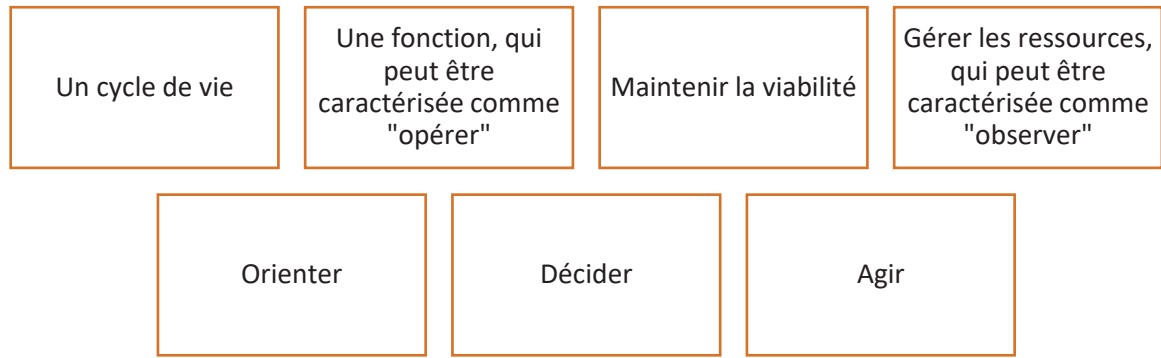 Un cycle de vie
Une fonction, qui
peut être
caractérisée comme
"opérer"
Maintenir la viabilité
Gérer les ressources,
qui peut être
caractérisée comme
"observer"
Orienter
Décider
Agir